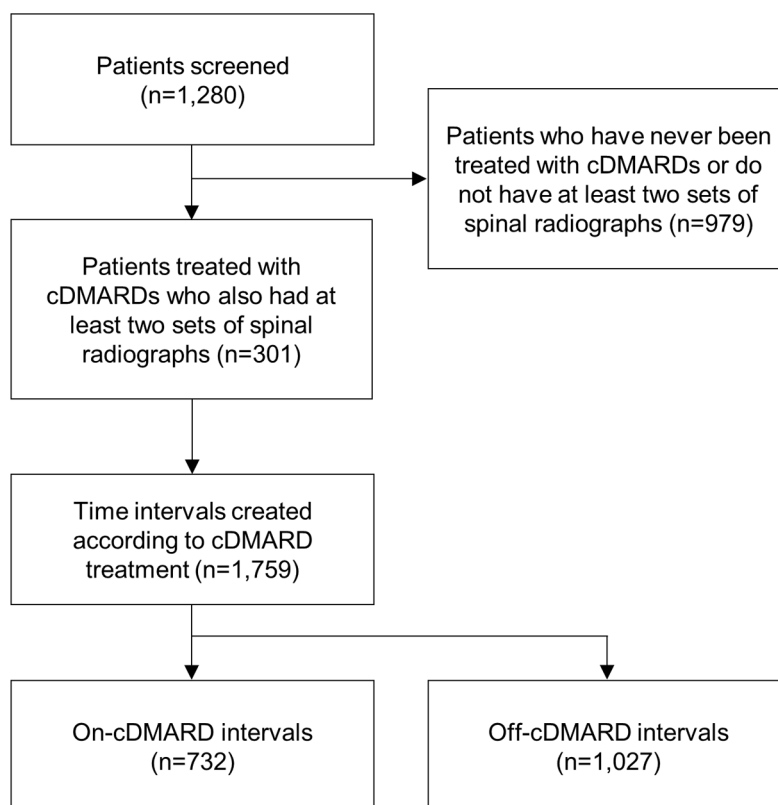 Patients screened
(n=1,280)
Patients who have never been
treated with cDMARDs or do
not have at least two sets of
spinal radiographs (n=979)
Patients treated with
cDMARDs who also had at
least two sets of spinal
radiographs (n=301)
Time intervals created
according to cDMARD
treatment (n=1,759)
On-cDMARD intervals
(n=732)
Off-cDMARD intervals
(n=1,027)